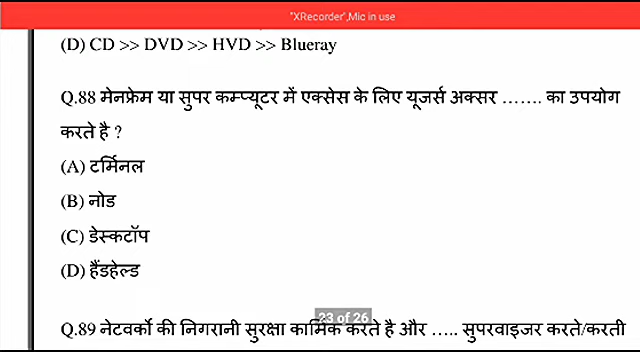 "XRecorder",Mic in use
(D) CD >> DVD >> HVD >> Blueray
Q.88 मेनफ्रेम या सुपर कम्प्यूटर में एक्सेस के लिए यूजर्स अक्सर ....... का उपयोग
करते है ?
(A) टर्मिनल
(B) नोड
(C) डेस्कटॉप
(D) हैंडहेल्ड
23 of 26
Q.89 नेटवर्को की निगरानी सुरक्षा कार्मिक करते है और ..... सुपरवाइजर करते/करती